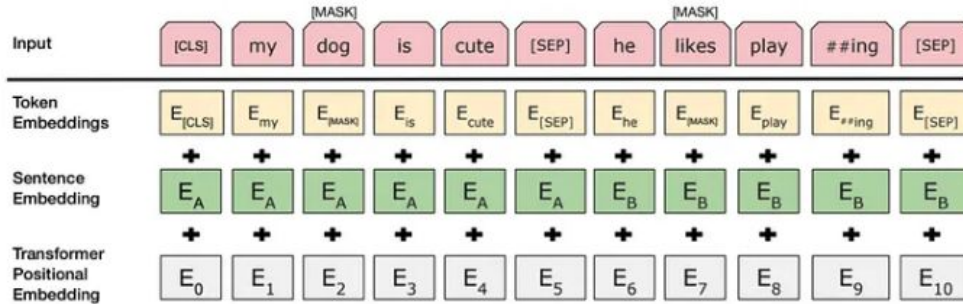 [MASK] [MASK]
Input [CLS] my dog is cute [SEP] he likes play ##ing [SEP]
Token
Embeddings E[CLS] Emy E[MASK] Eis Ecute E[SEP] Ehe E[MASK] Eplay E##ing E[SEP]
+ + + + + + + + + + +
Sentence
Embedding EA EA EA EA EA EA EB EB EB EB EB
+ + + + + + + + + + +
Transformer
Positional
Embedding E0 E1 E2 E3 E4 E5 E6 E7 E8 E9 E10